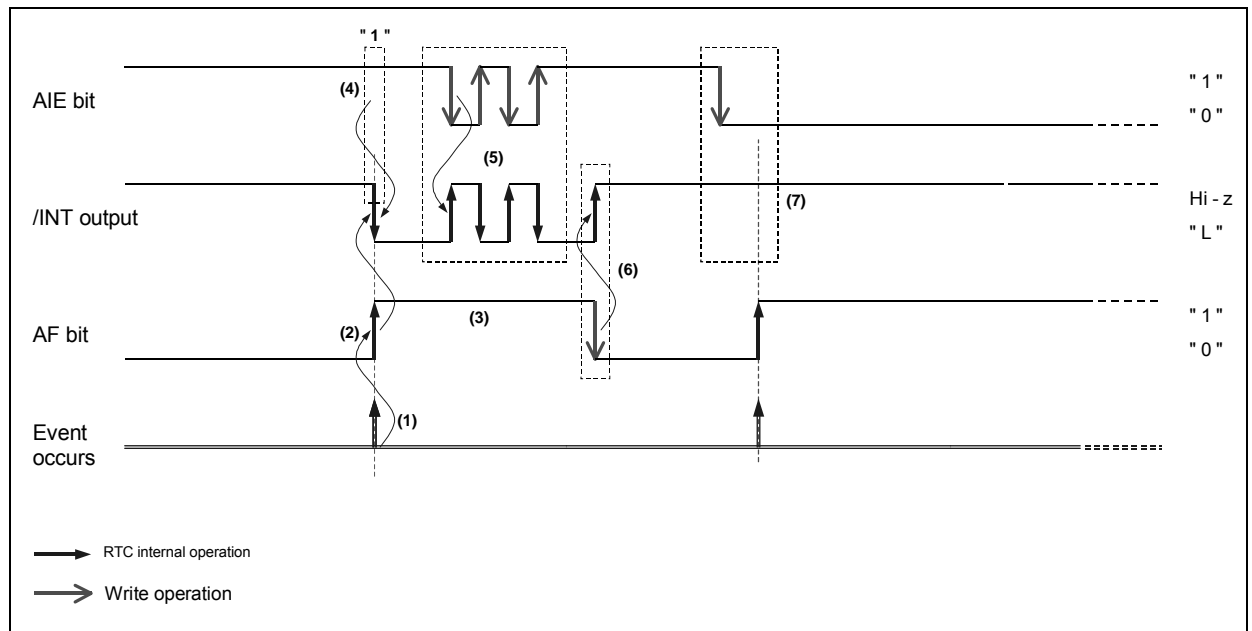 " 1 "
AIE bit
(4)
(5)
" 1 "
" 0 "
/INT output
(7)
Hi - z
" L "
(6)
AF bit
(2)
(3)
" 1 "
" 0 "
(1)
Event
occurs
RTC internal operation
Write operation